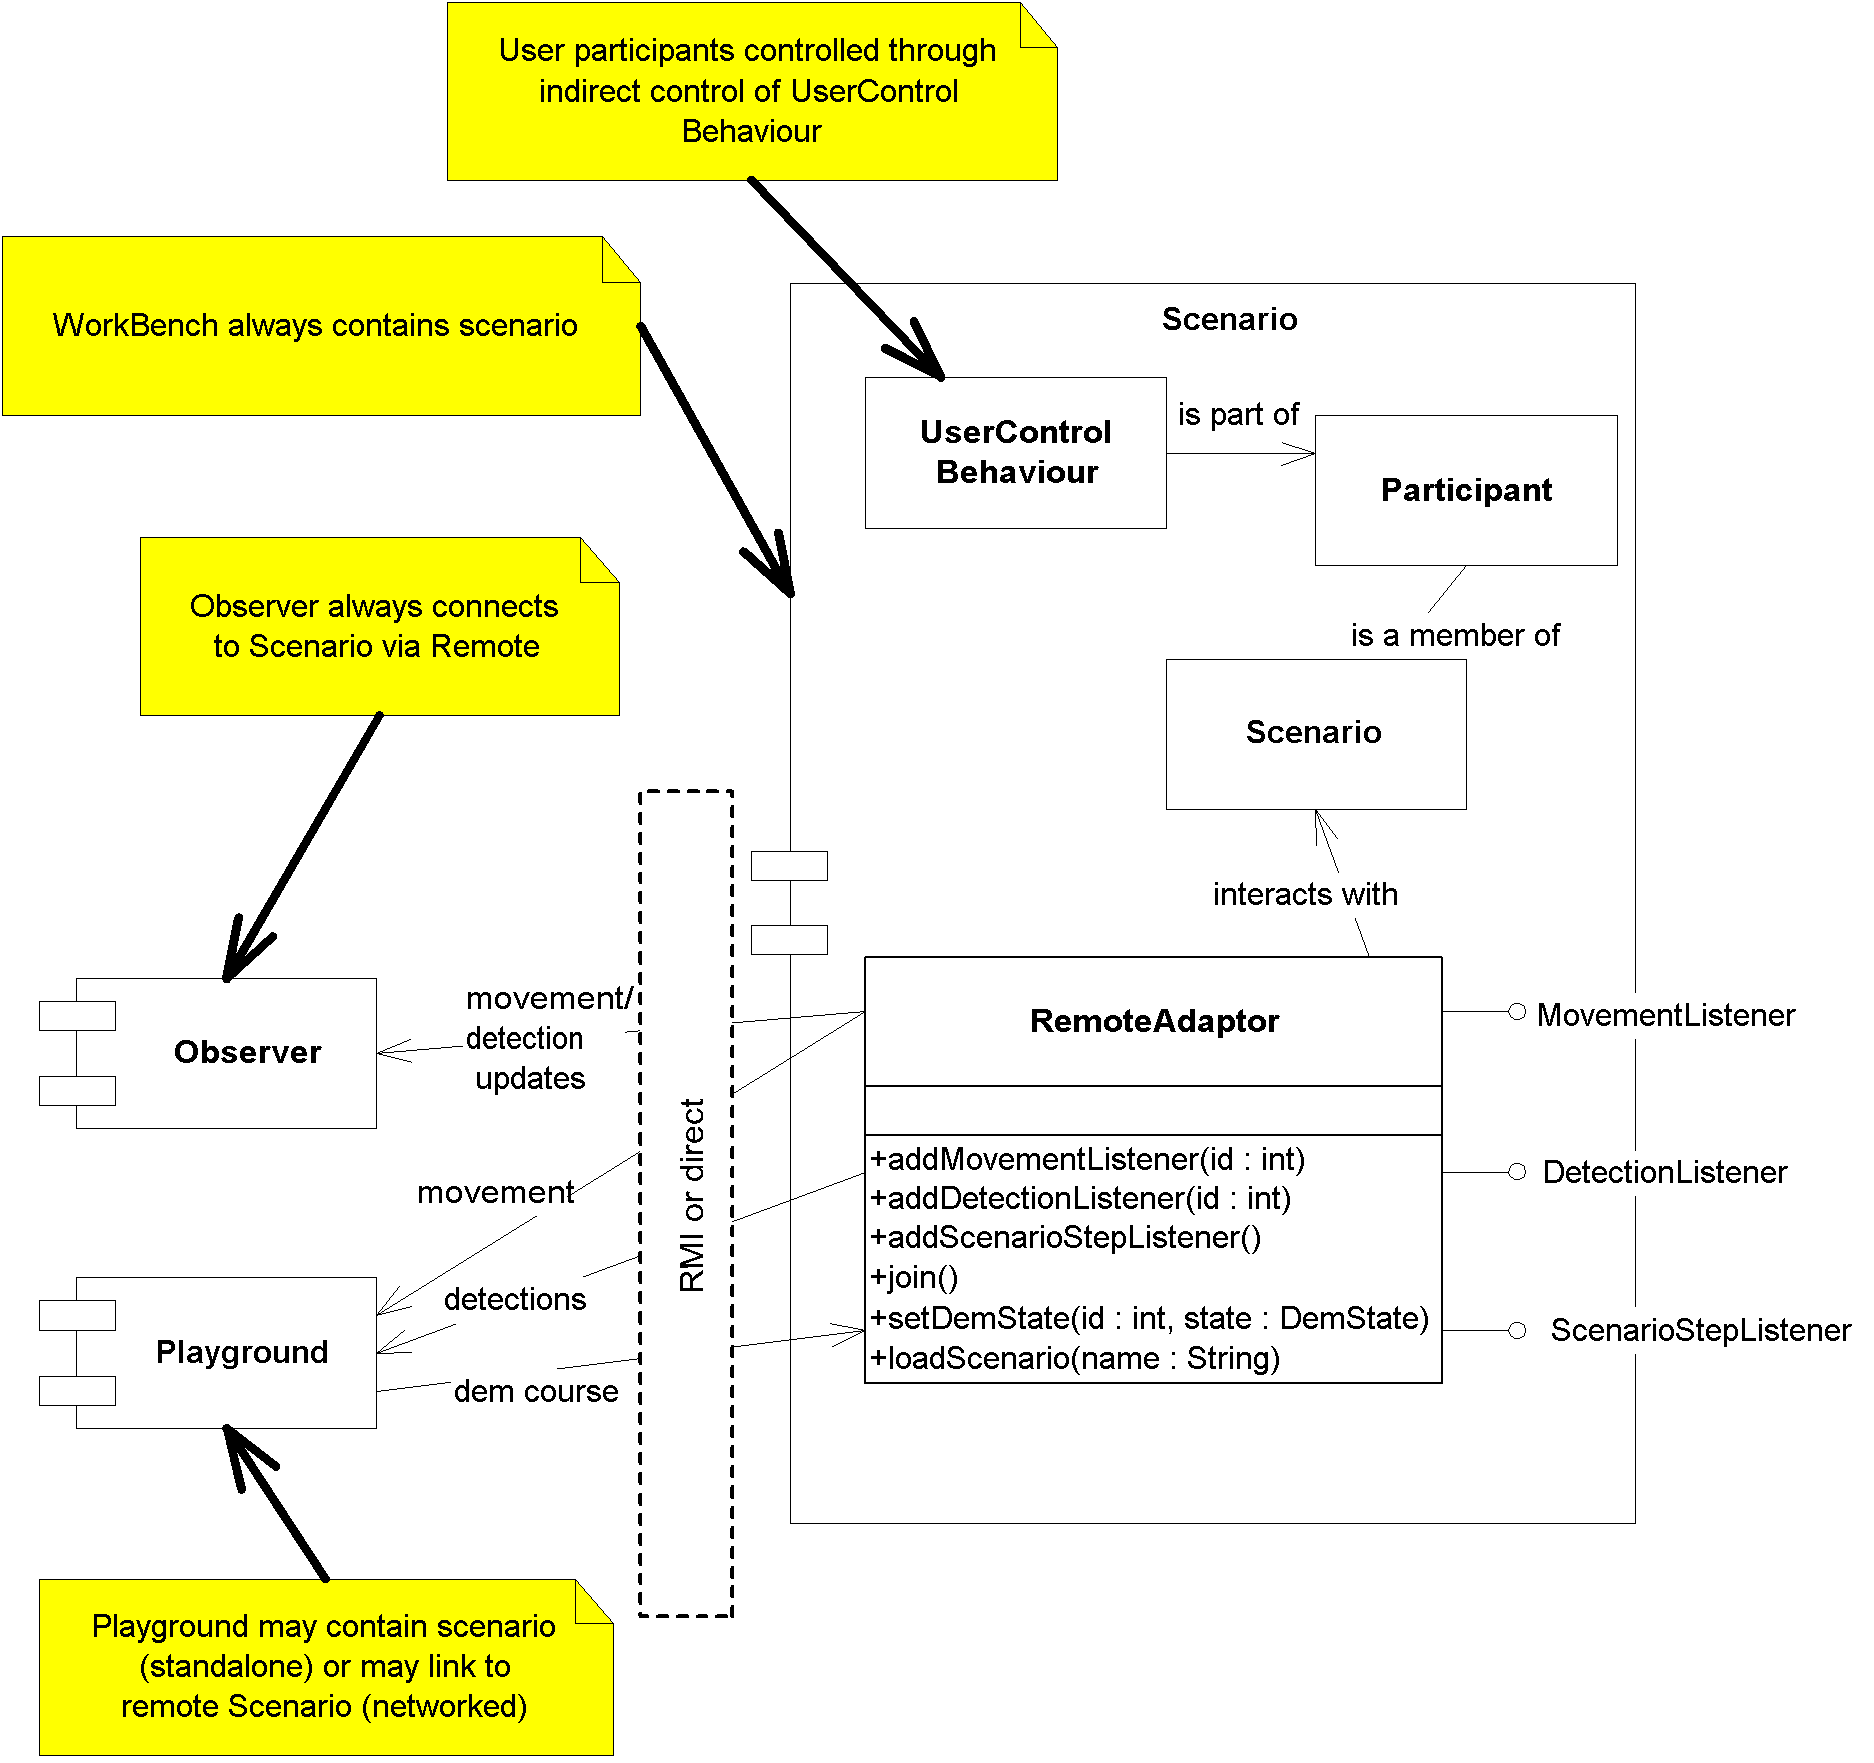 User participants controlled through
indirect control of UserControl
Behaviour
WorkBench always contains scenario
Scenario
UserControl
Behaviour
is part of
Participant
Observer always connects
to Scenario via Remote
is a member of
Scenario
interacts with
movement/
detection
updates
Observer
RemoteAdaptor
MovementListener
RMI or direct
+addMovementListener(id : int)
+addDetectionListener(id : int)
+addScenarioStepListener()
+join()
+setDemState(id : int, state : DemState)
+loadScenario(name : String)
DetectionListener
ScenarioStepListener
movement
detections
Playground
dem course
Playground may contain scenario
(standalone) or may link to
remote Scenario (networked)